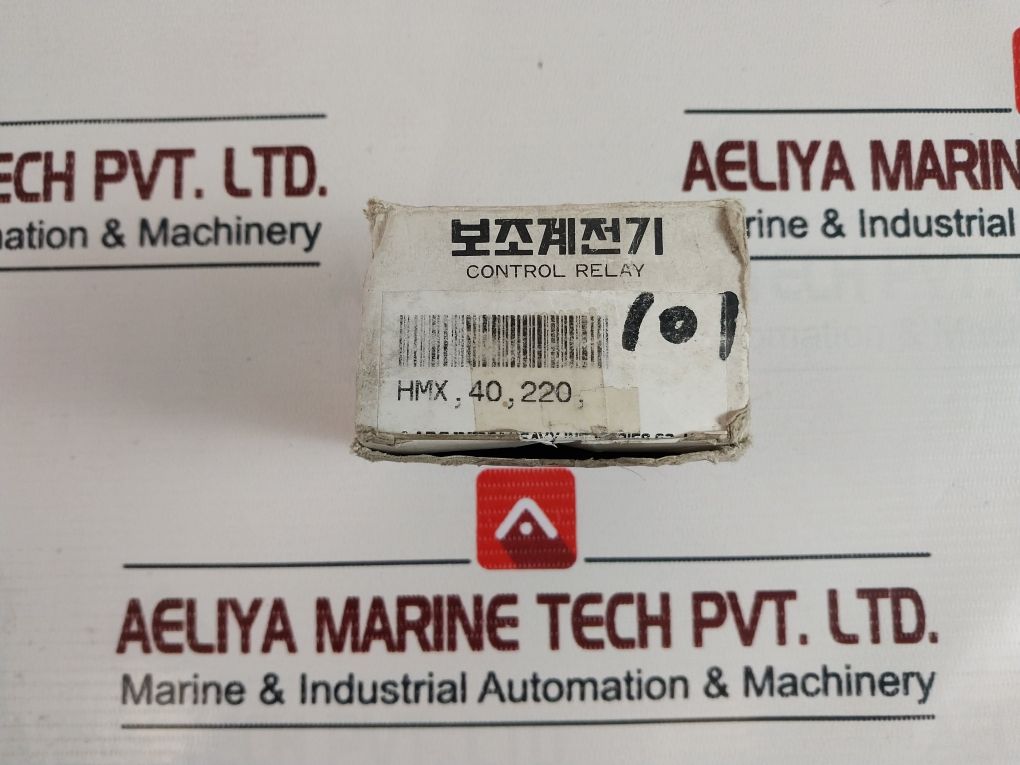 ECH PVT. LTD.
ation & Machinery
AELIYA MARIN
rine & Industrial
보조계전기
CONTROL RELAY
101
HMX, 40, 220,
AELIYA MARINE TECH PVT. LTD.
Marine & Industrial Automation & Machinery